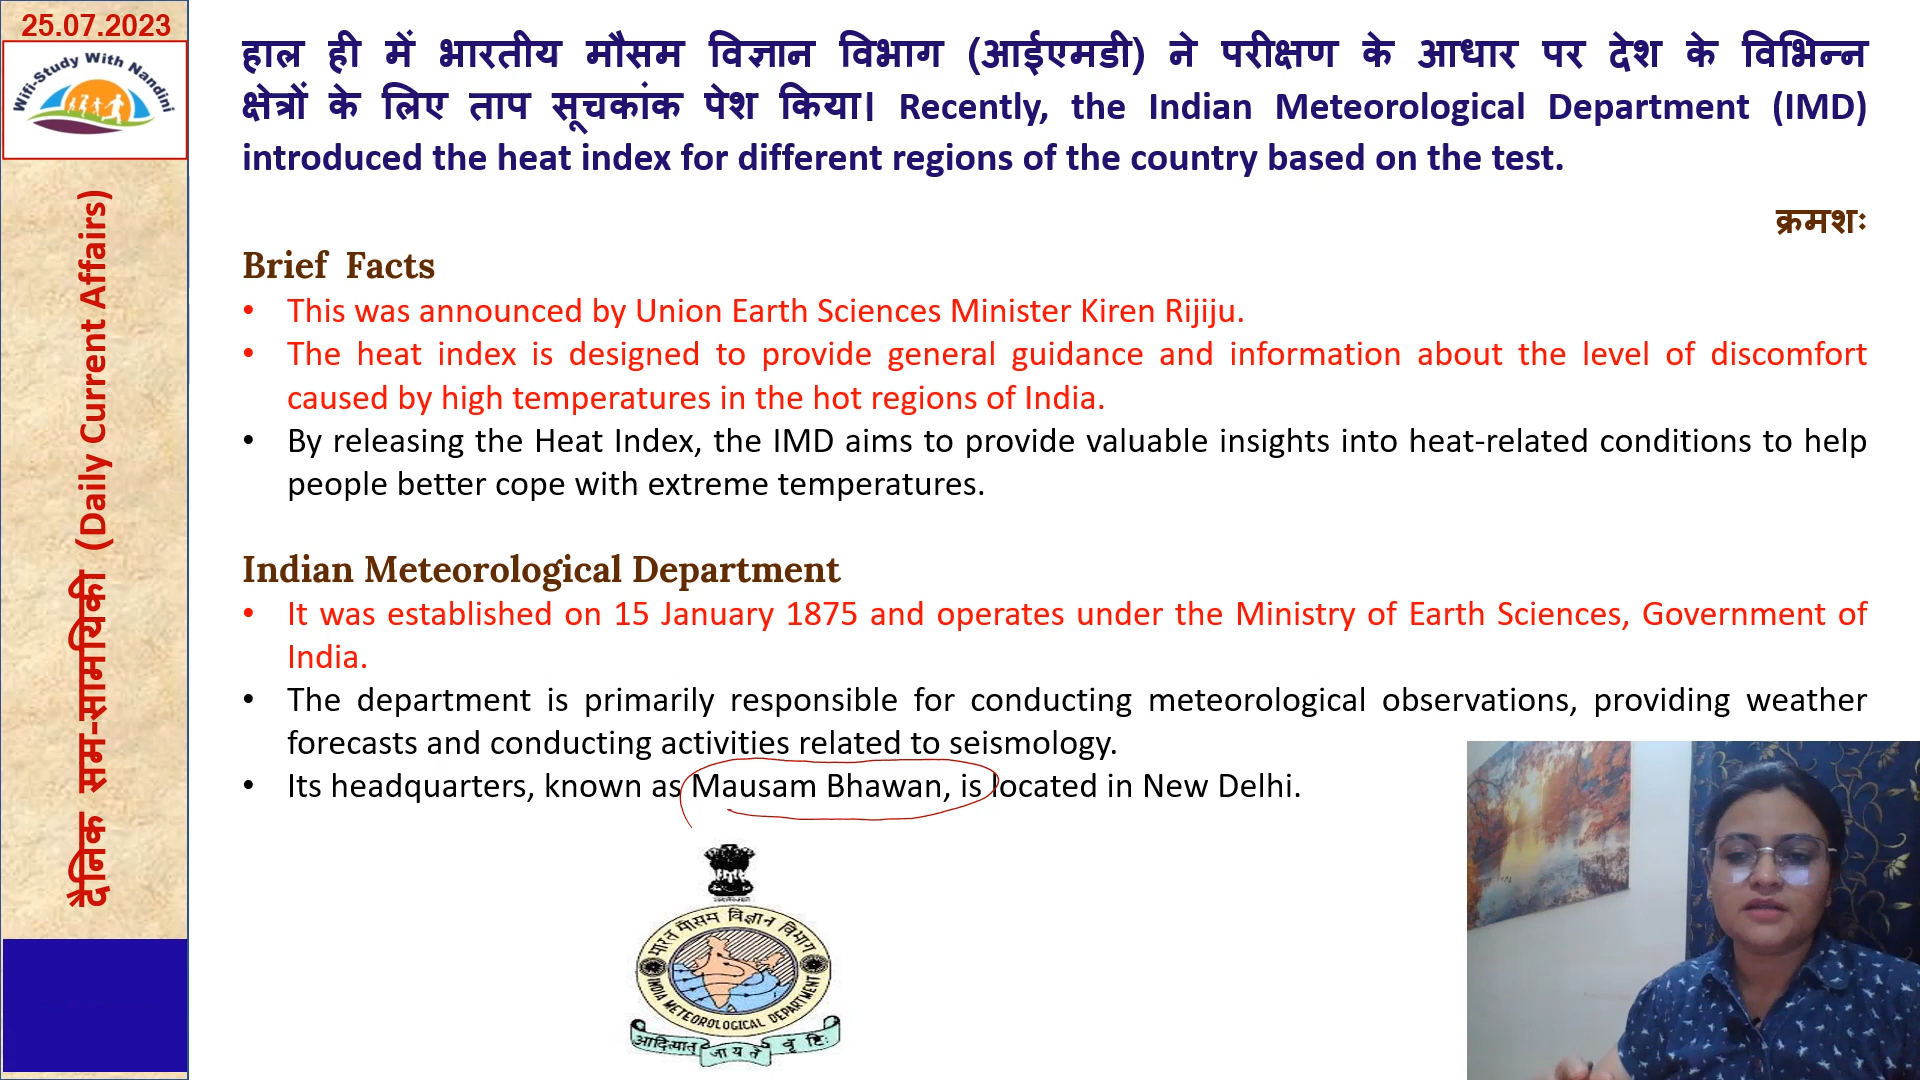 25.07.2023
Wifi-Study With Nandini
दैनिक सम-सामयिकी (Daily Current Affairs)
हाल ही में भारतीय मौसम विज्ञान विभाग (आईएमडी) ने परीक्षण के आधार पर देश के विभिन्न
क्षेत्रों के लिए ताप सूचकांक पेश किया। Recently, the Indian Meteorological Department (IMD)
introduced the heat index for different regions of the country based on the test.
क्रमशः
Brief Facts
• This was announced by Union Earth Sciences Minister Kiren Rijiju.
• The heat index is designed to provide general guidance and information about the level of discomfort
caused by high temperatures in the hot regions of India.
• By releasing the Heat Index, the IMD aims to provide valuable insights into heat-related conditions to help
people better cope with extreme temperatures.
Indian Meteorological Department
• It was established on 15 January 1875 and operates under the Ministry of Earth Sciences, Government of
India.
• The department is primarily responsible for conducting meteorological observations, providing weather
forecasts and conducting activities related to seismology.
• Its headquarters, known as Mausam Bhawan, is located in New Delhi.
भारत मौसम विज्ञान विभाग
INDIA METEOROLOGICAL DEPARTMENT
आदित्यात् जायते वृष्टिः